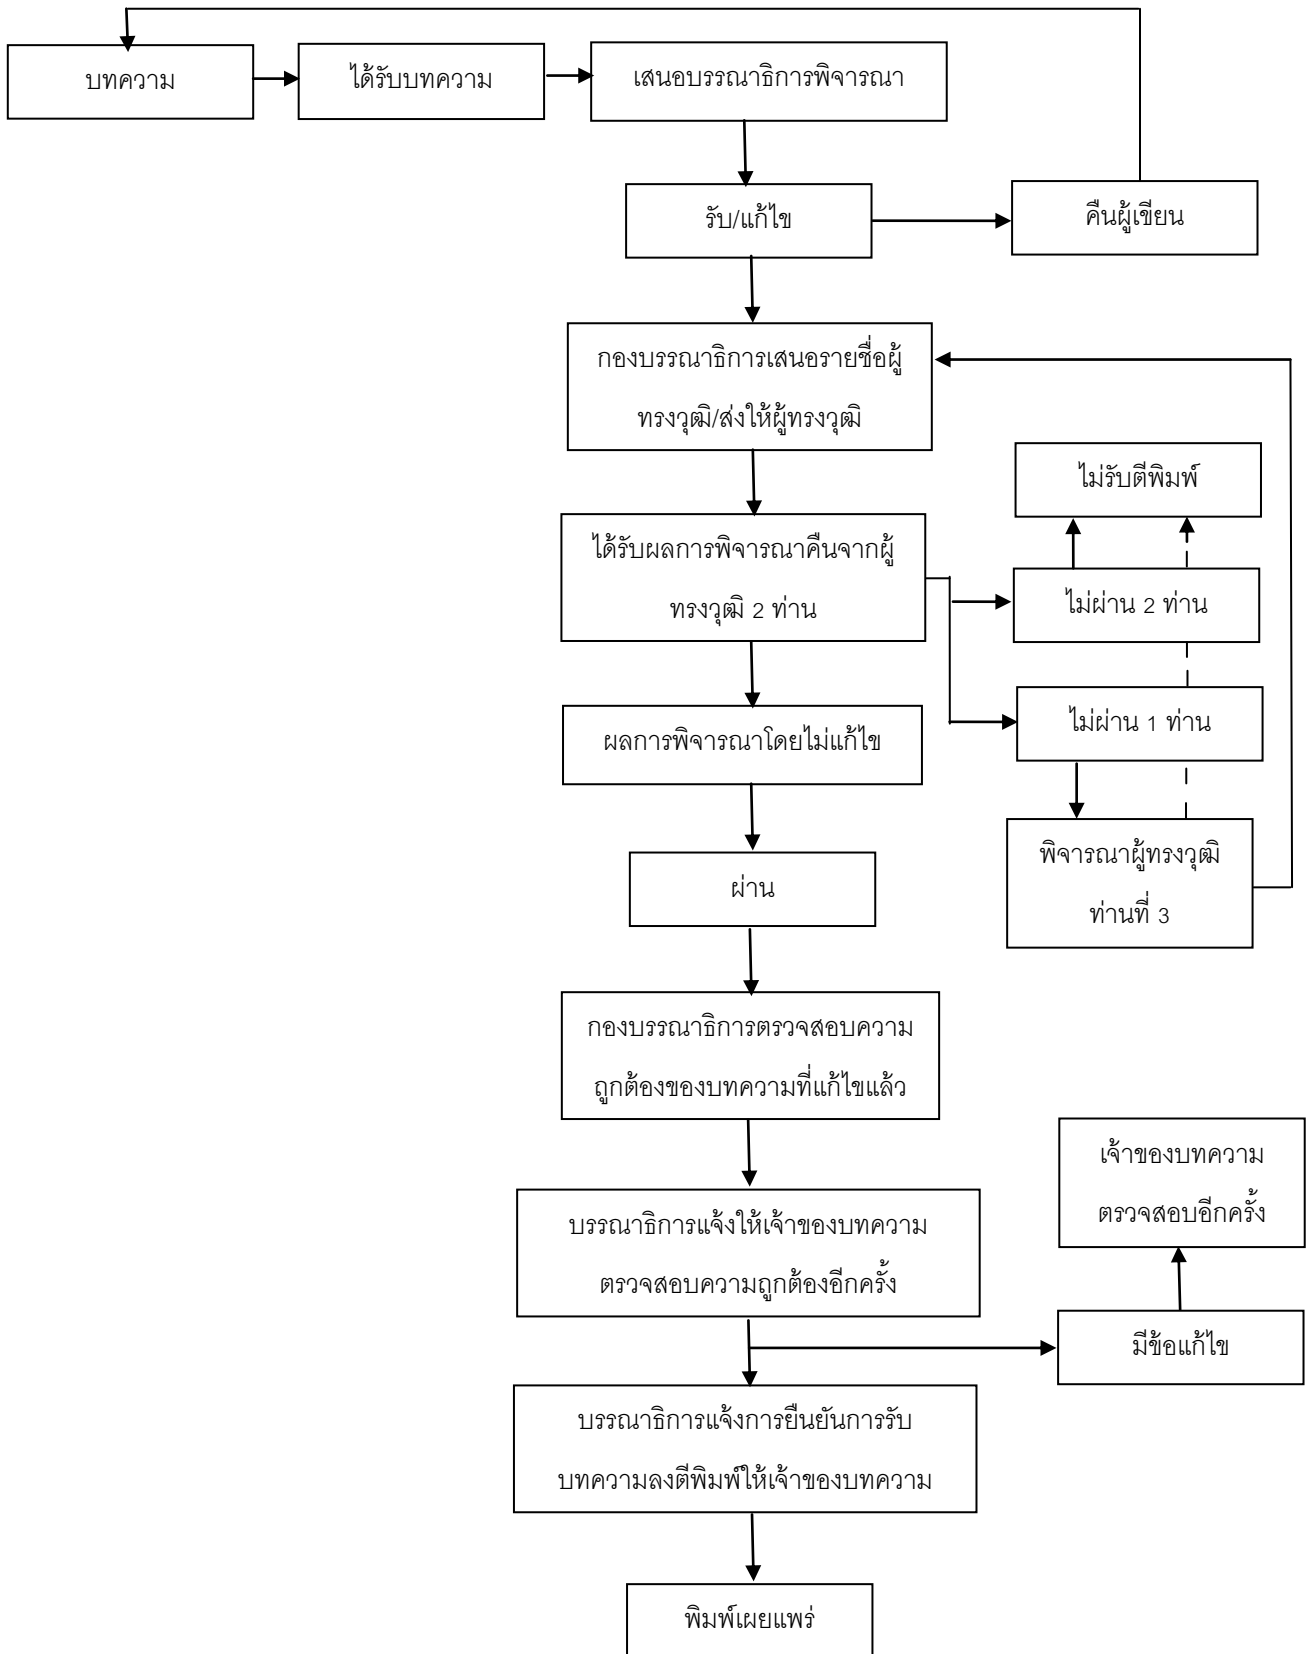 บทความ
ได้รับบทความ
เสนอบรรณาธิการพิจารณา
รับ/แก้ไข
คืนผู้เขียน
กองบรรณาธิการเสนอรายชื่อผู้
ทรงวุฒิ/ส่งให้ผู้ทรงวุฒิ
ไม่รับตีพิมพ์
ได้รับผลการพิจารณาคืนจากผู้
ทรงวุฒิ 2 ท่าน
ไม่ผ่าน 2 ท่าน
ไม่ผ่าน 1 ท่าน
ผลการพิจารณาโดยไม่แก้ไข
พิจารณาผู้ทรงวุฒิ
ท่านที่ 3
ผ่าน
กองบรรณาธิการตรวจสอบความ
ถูกต้องของบทความที่แก้ไขแล้ว
เจ้าของบทความ
ตรวจสอบอีกครั้ง
บรรณาธิการแจ้งให้เจ้าของบทความ
ตรวจสอบความถูกต้องอีกครั้ง
มีข้อแก้ไข
บรรณาธิการแจ้งการยืนยันการรับ
บทความลงตีพิมพ์ให้เจ้าของบทความ
พิมพ์เผยแพร่